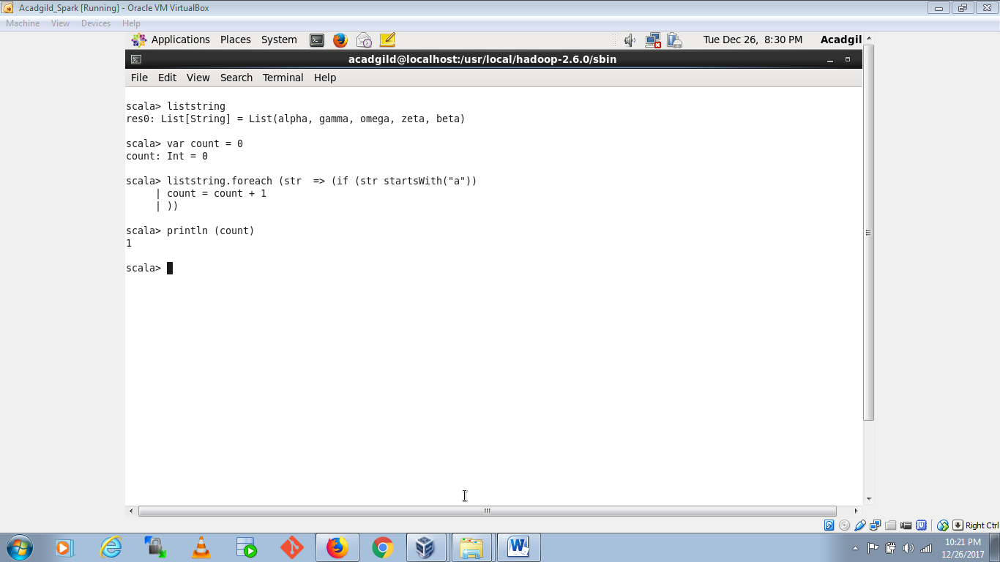 Acadgild_Spark [Running] - Oracle VM VirtualBox
Machine View Devices Help
Applications Places System Tue Dec 26, 8:30 PM Acadgil
acadgild@localhost:/usr/local/hadoop-2.6.0/sbin
File Edit View Search Terminal Help
scala> liststring
res0: List[String] = List(alpha, gamma, omega, zeta, beta)
scala> var count = 0
count: Int = 0
scala> liststring.foreach (str  => (if (str startsWith("a"))
     | count = count + 1
     | ))
scala> println (count)
1
scala>
Right Ctrl
10:21 PM
12/26/2017